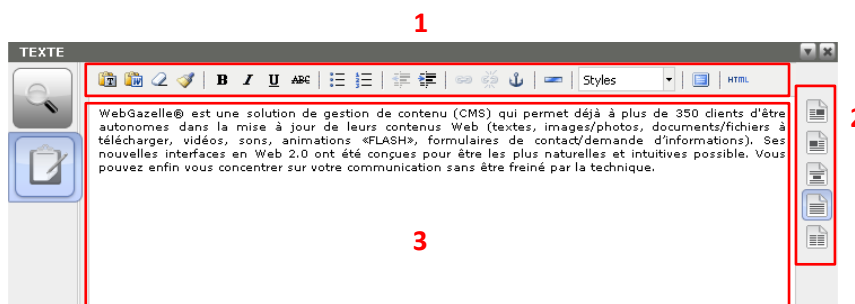 1
TEXTE
T W B I U ABC Styles HTML
2
WebGazelle® est une solution de gestion de contenu (CMS) qui permet déjà à plus de 350 clients d'être
autonomes dans la mise à jour de leurs contenus Web (textes, images/photos, documents/fichiers à
télécharger, vidéos, sons, animations «FLASH», formulaires de contact/demande d'informations). Ses
nouvelles interfaces en Web 2.0 ont été conçues pour être les plus naturelles et intuitives possible. Vous
pouvez enfin vous concentrer sur votre communication sans être freiné par la technique.
3